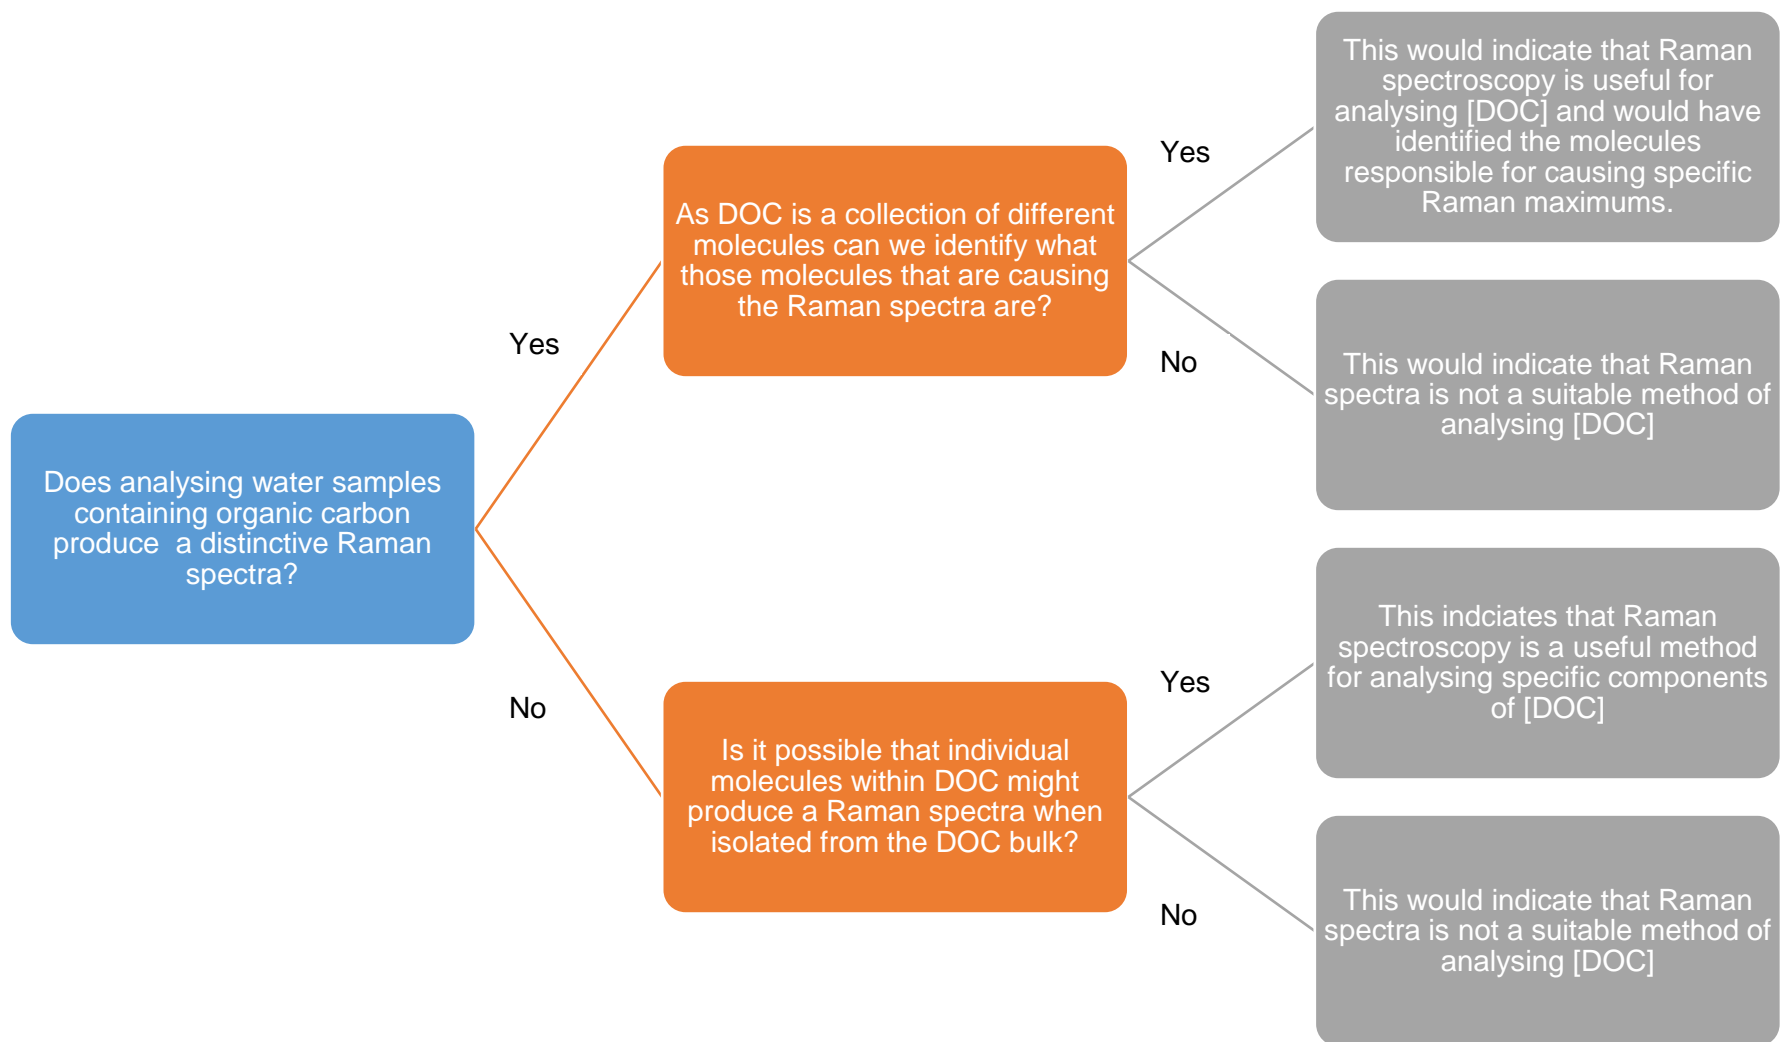 Does analysing water samples
containing organic carbon
produce  a distinctive Raman
spectra?
Yes
As DOC is a collection of different
molecules can we identify what
those molecules that are causing
the Raman spectra are?
Yes
This would indicate that Raman
spectroscopy is useful for
analysing [DOC] and would have
identified the molecules
responsible for causing specific
Raman maximums.
No
This would indicate that Raman
spectra is not a suitable method of
analysing [DOC]
No
Is it possible that individual
molecules within DOC might
produce a Raman spectra when
isolated from the DOC bulk?
Yes
This indciates that Raman
spectroscopy is a useful method
for analysing specific components
of [DOC]
No
This would indicate that Raman
spectra is not a suitable method of
analysing [DOC]